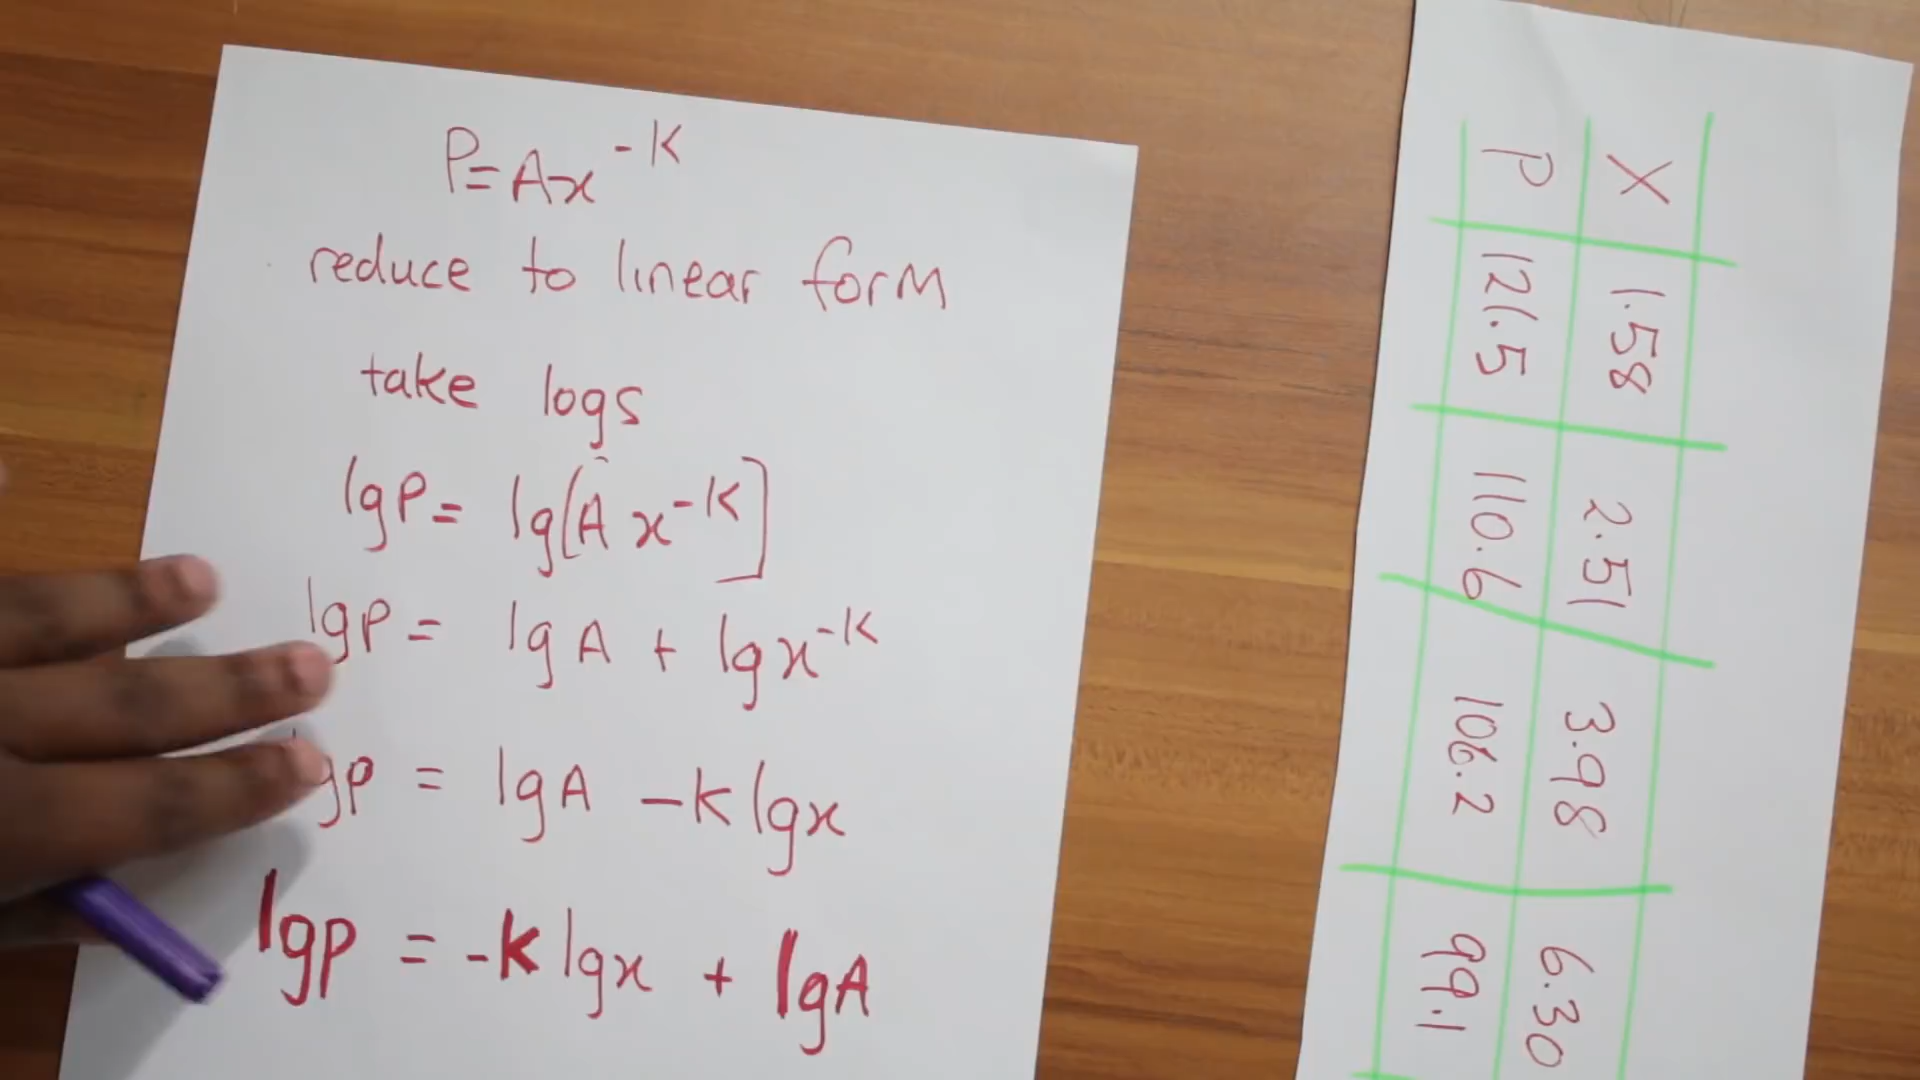 P=Ax^-K
reduce to linear form
take logs
lgP= lg[A x^-K]
lgP= lgA + lgx^-K
lgP = lgA -K lgx
lgP = -K lgx + lgA
X 1.58 2.51 3.98 6.30
P 121.5 110.6 106.2 99.1